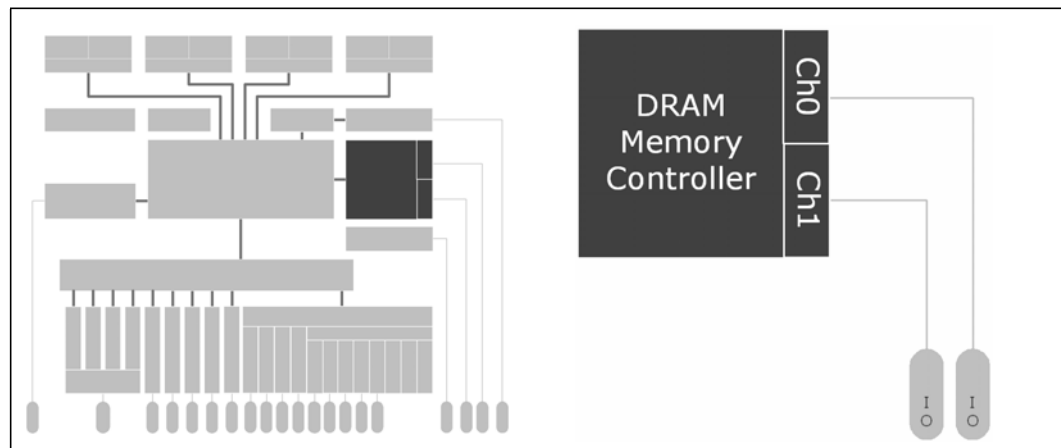 DRAM
Memory
Controller
Ch0
Ch1
I
O
I
O